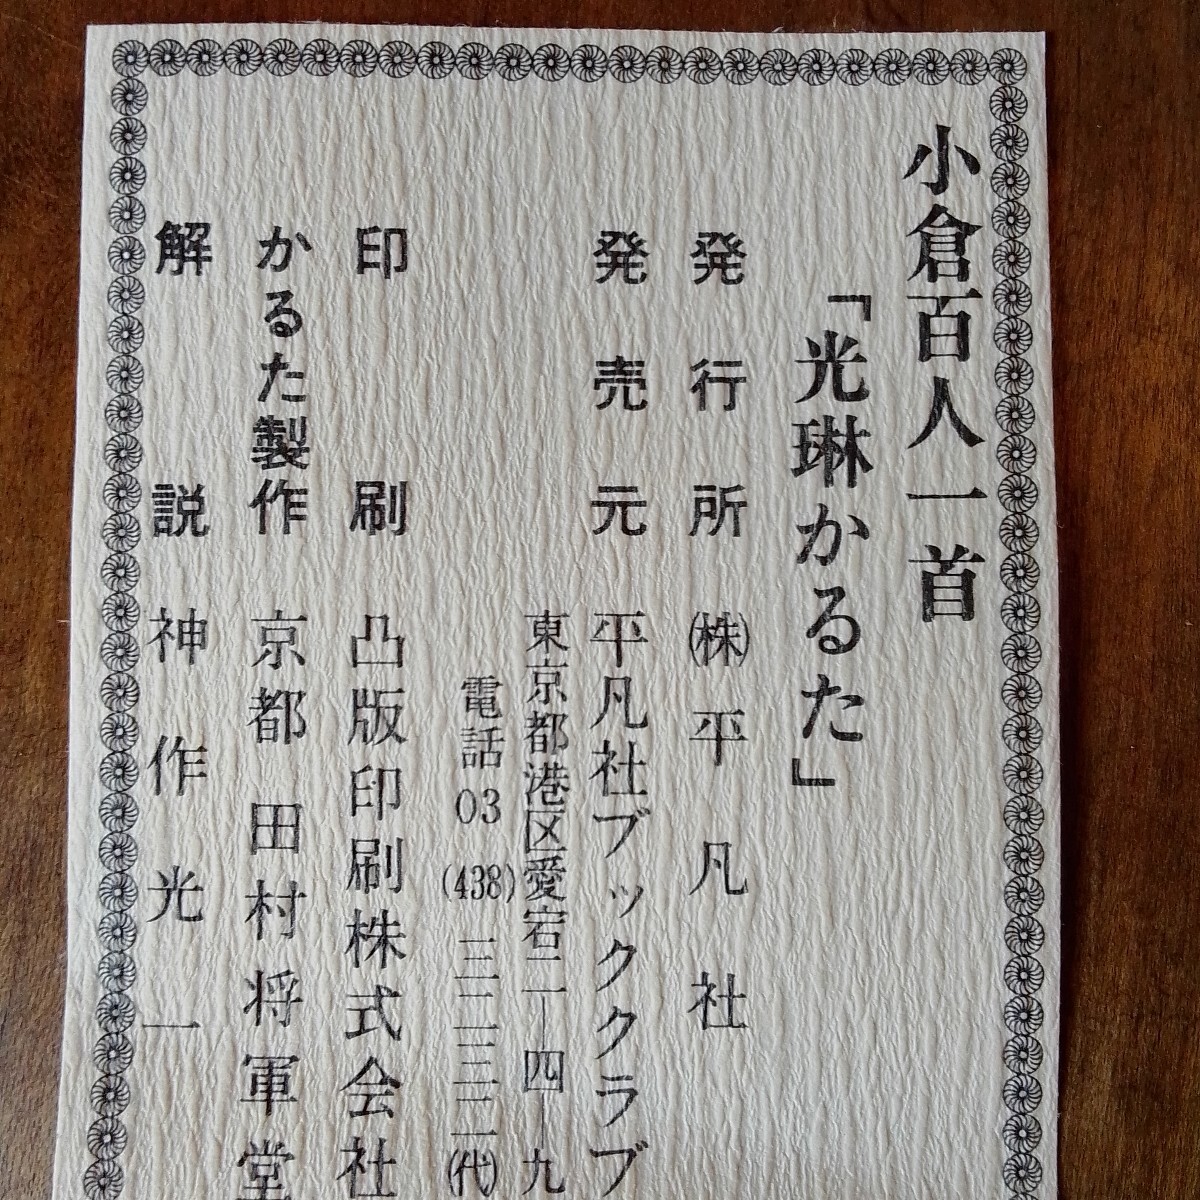 小倉百人一首
「光琳かるた」
発行所 ㈱平凡社
発売元 平凡社ブッククラブ
東京都港区愛宕二―四―九
電話03(438)三二三二(代)
印刷 凸版印刷株式会社
かるた製作 京都 田村将軍堂
解説 神作光一